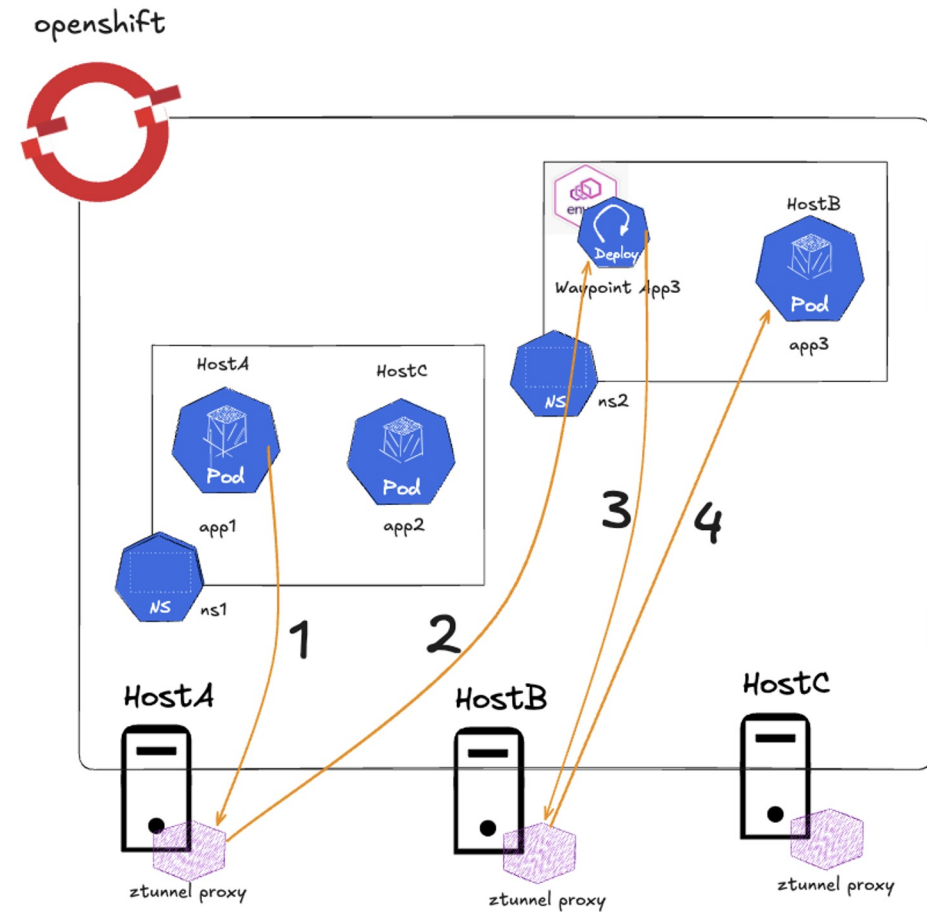 openshift
env
Deploy
Waypoint App3
HostB
Pod
app3
NS
ns2
HostA
HostC
Pod
Pod
app1
app2
NS
ns1
1
2
3
4
HostA
HostB
HostC
ztunnel proxy
ztunnel proxy
ztunnel proxy